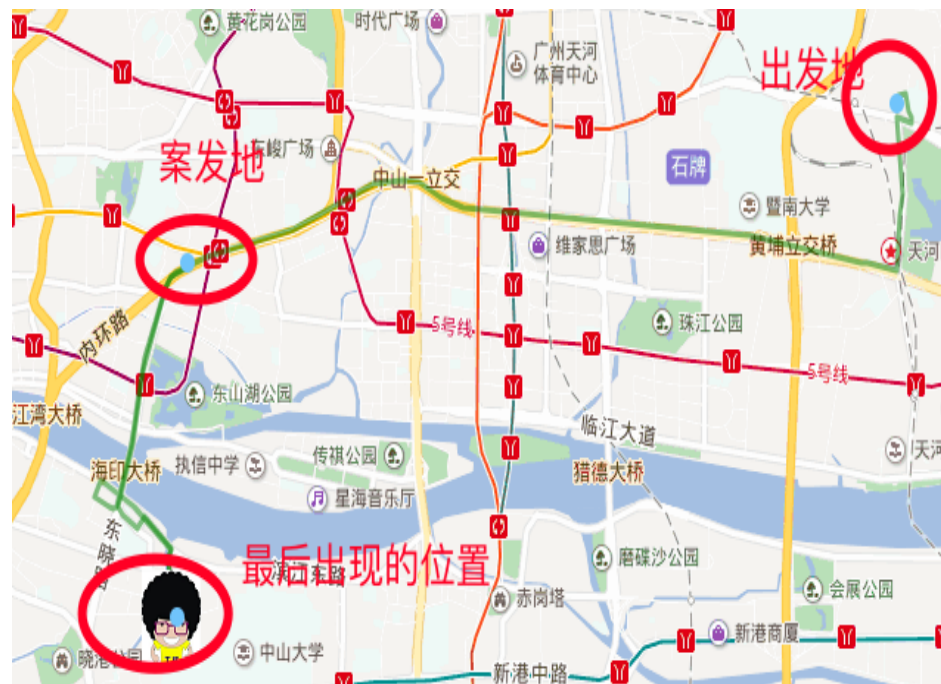 黄花岗公园
时代广场
广州天河
体育中心
出发地
案发地
东峻广场
中山一立交
石牌
暨南大学
维家思广场
黄埔立交桥
天河
内环路
5号线
珠江公园
5号线
东山湖公园
江湾大桥
临江大道
海印大桥
执信中学
传祺公园
猎德大桥
天河
星海音乐厅
东晓路
最后出现的位置
滨江东路
磨碟沙公园
赤岗塔
会展公园
新港商厦
晓港公园
中山大学
新港中路